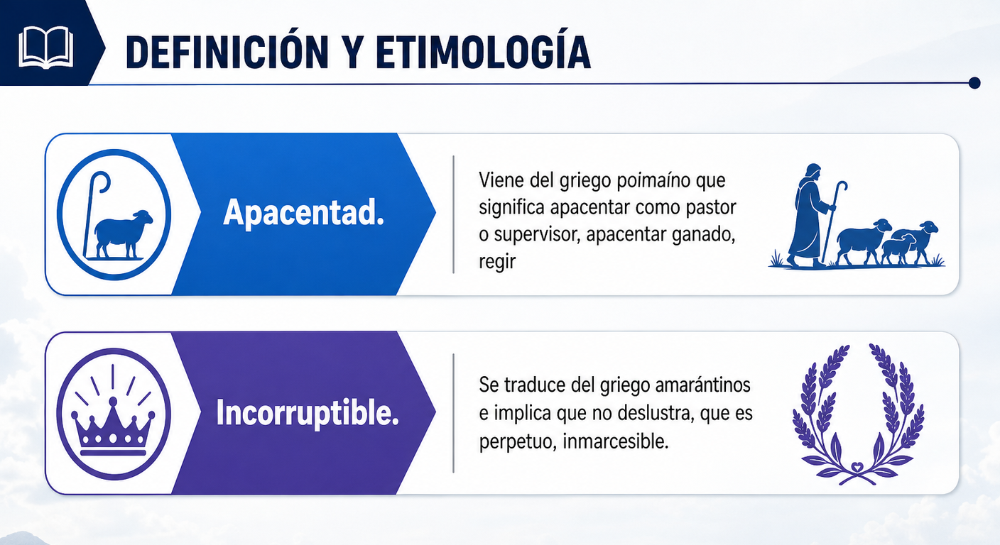 DEFINICIÓN Y ETIMOLOGÍA
Apacentad.
Viene del griego poimaíno que
significa apacentar como pastor
o supervisor, apacentar ganado,
regir
Incorruptible.
Se traduce del griego amarántinos
e implica que no deslustra, que es
perpetuo, inmarcesible.